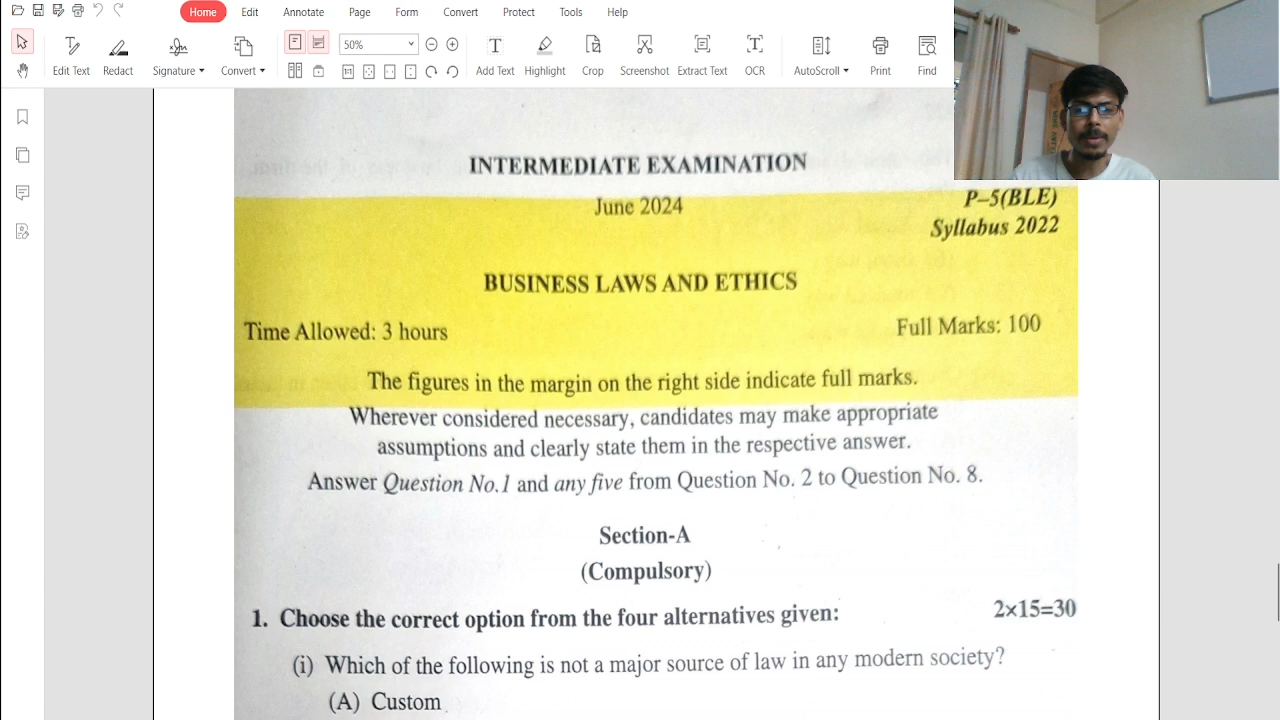 Home Edit Annotate Page Form Convert Protect Tools Help
50%
Edit Text Redact Signature Convert Add Text Highlight Crop Screenshot Extract Text OCR AutoScroll Print Find
INTERMEDIATE EXAMINATION
June 2024
P–5(BLE)
Syllabus 2022
BUSINESS LAWS AND ETHICS
Time Allowed: 3 hours
Full Marks: 100
The figures in the margin on the right side indicate full marks.
Wherever considered necessary, candidates may make appropriate
assumptions and clearly state them in the respective answer.
Answer Question No.1 and any five from Question No. 2 to Question No. 8.
Section-A
(Compulsory)
1. Choose the correct option from the four alternatives given: 2×15=30
(i) Which of the following is not a major source of law in any modern society?
(A) Custom